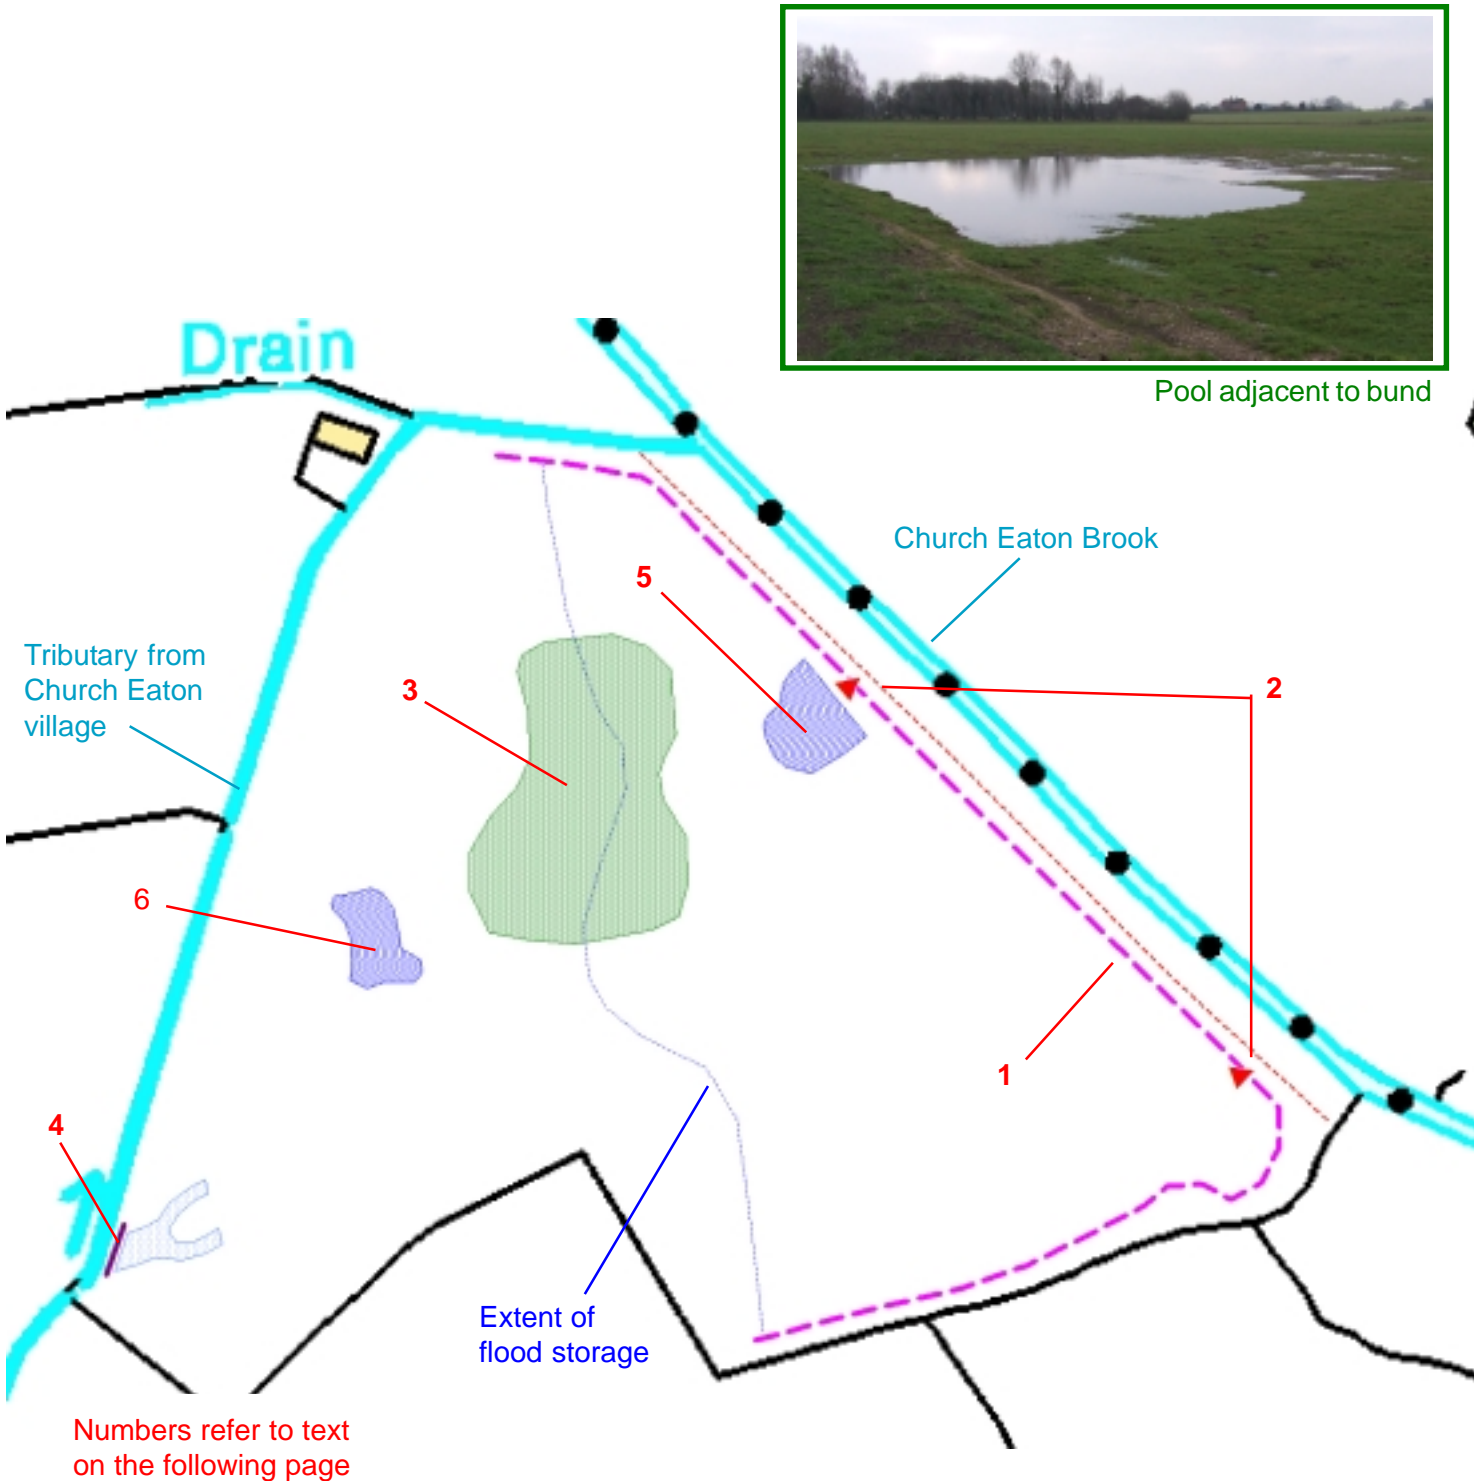 Drain
Pool adjacent to bund
Church Eaton Brook
5
Tributary from
Church Eaton
village
3
2
6
1
4
Extent of
flood storage
Numbers refer to text
on the following page